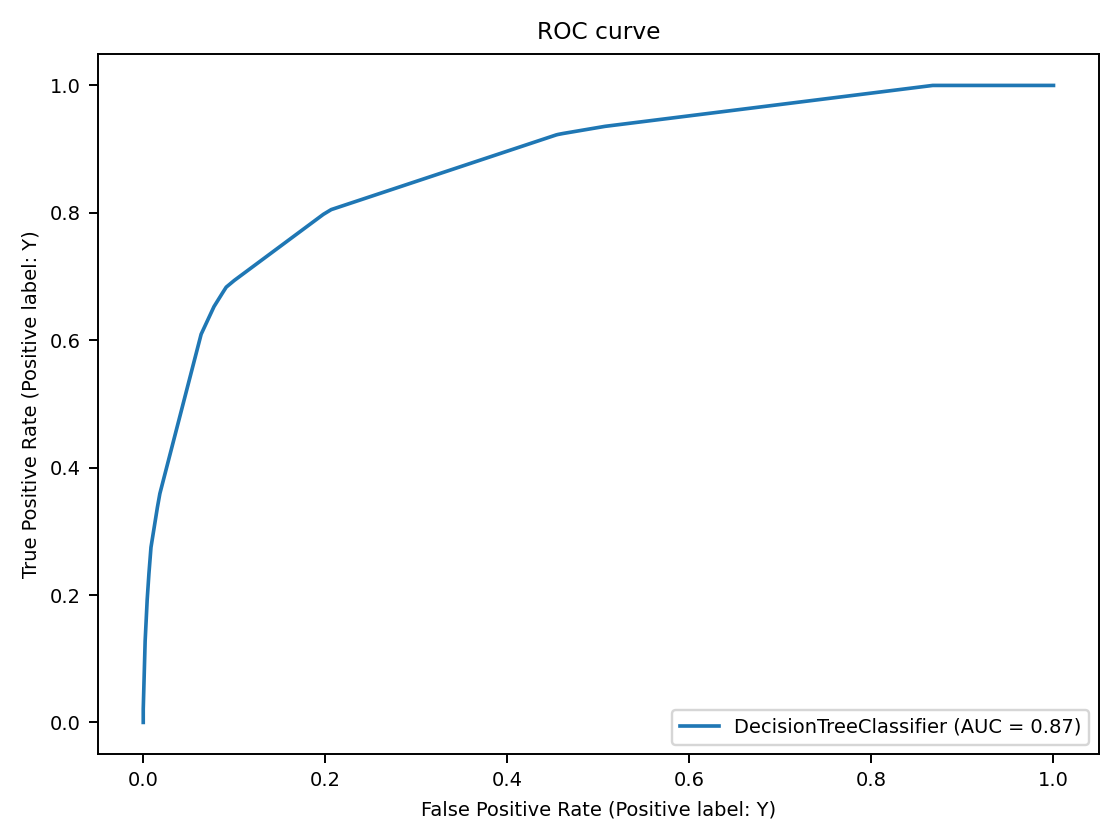 ROC curve
True Positive Rate (Positive label: Y)
1.0
0.8
0.6
0.4
0.2
0.0
DecisionTreeClassifier (AUC = 0.87)
0.0 0.2 0.4 0.6 0.8 1.0
False Positive Rate (Positive label: Y)